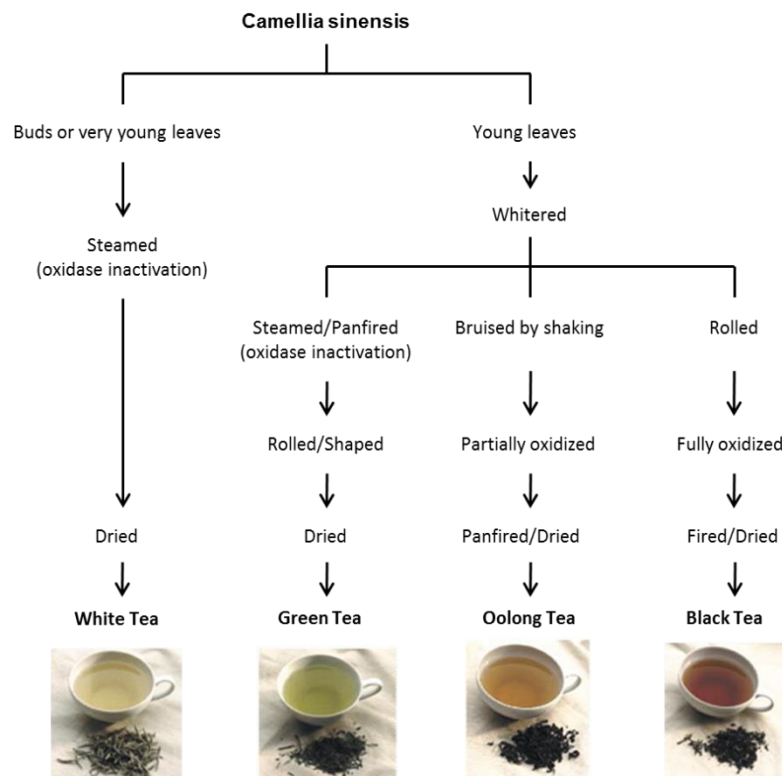 Camellia sinensis
Buds or very young leaves
Young leaves
Whitered
Steamed
(oxidase inactivation)
Steamed/Panfired
(oxidase inactivation)
Bruised by shaking
Rolled
Rolled/Shaped
Partially oxidized
Fully oxidized
Dried
Dried
Panfired/Dried
Fired/Dried
White Tea
Green Tea
Oolong Tea
Black Tea